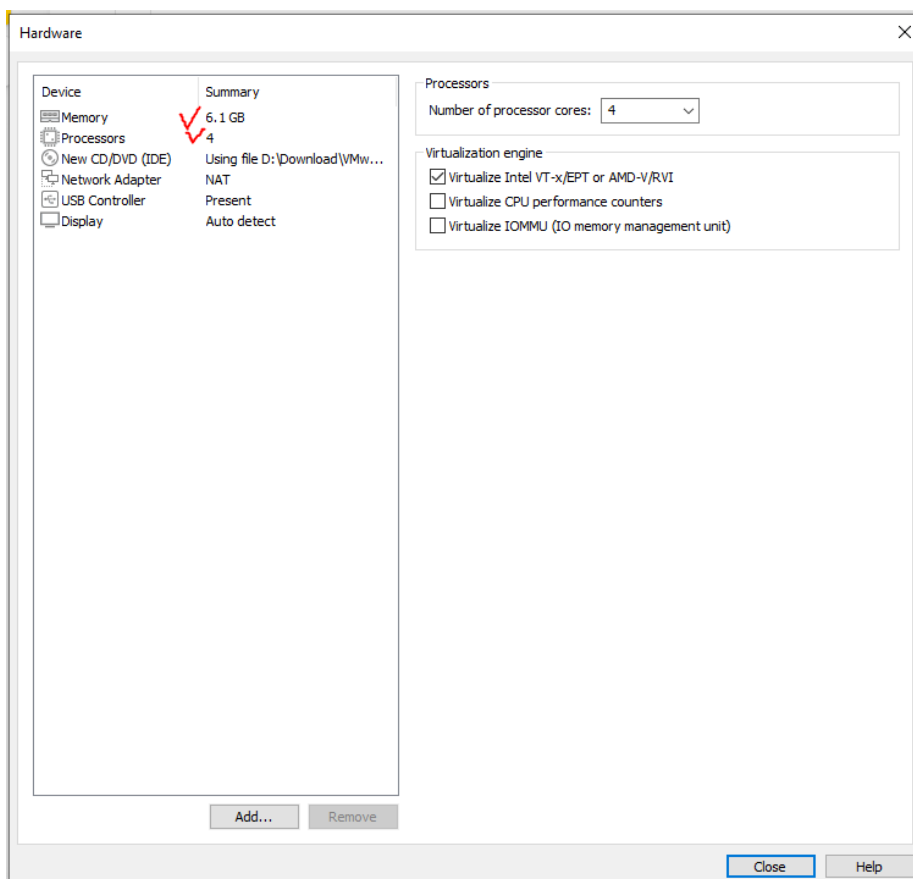 Hardware
Device Summary
Memory 6.1 GB
Processors 4
New CD/DVD (IDE) Using file D:\Download\VMw...
Network Adapter NAT
USB Controller Present
Display Auto detect
Add... Remove
Processors
Number of processor cores: 4
Virtualization engine
Virtualize Intel VT-x/EPT or AMD-V/RVI
Virtualize CPU performance counters
Virtualize IOMMU (IO memory management unit)
Close Help